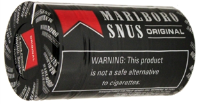 MARLBORO
SNUS ORIGINAL
WARNING: This product
is not a safe alternative
to cigarettes.